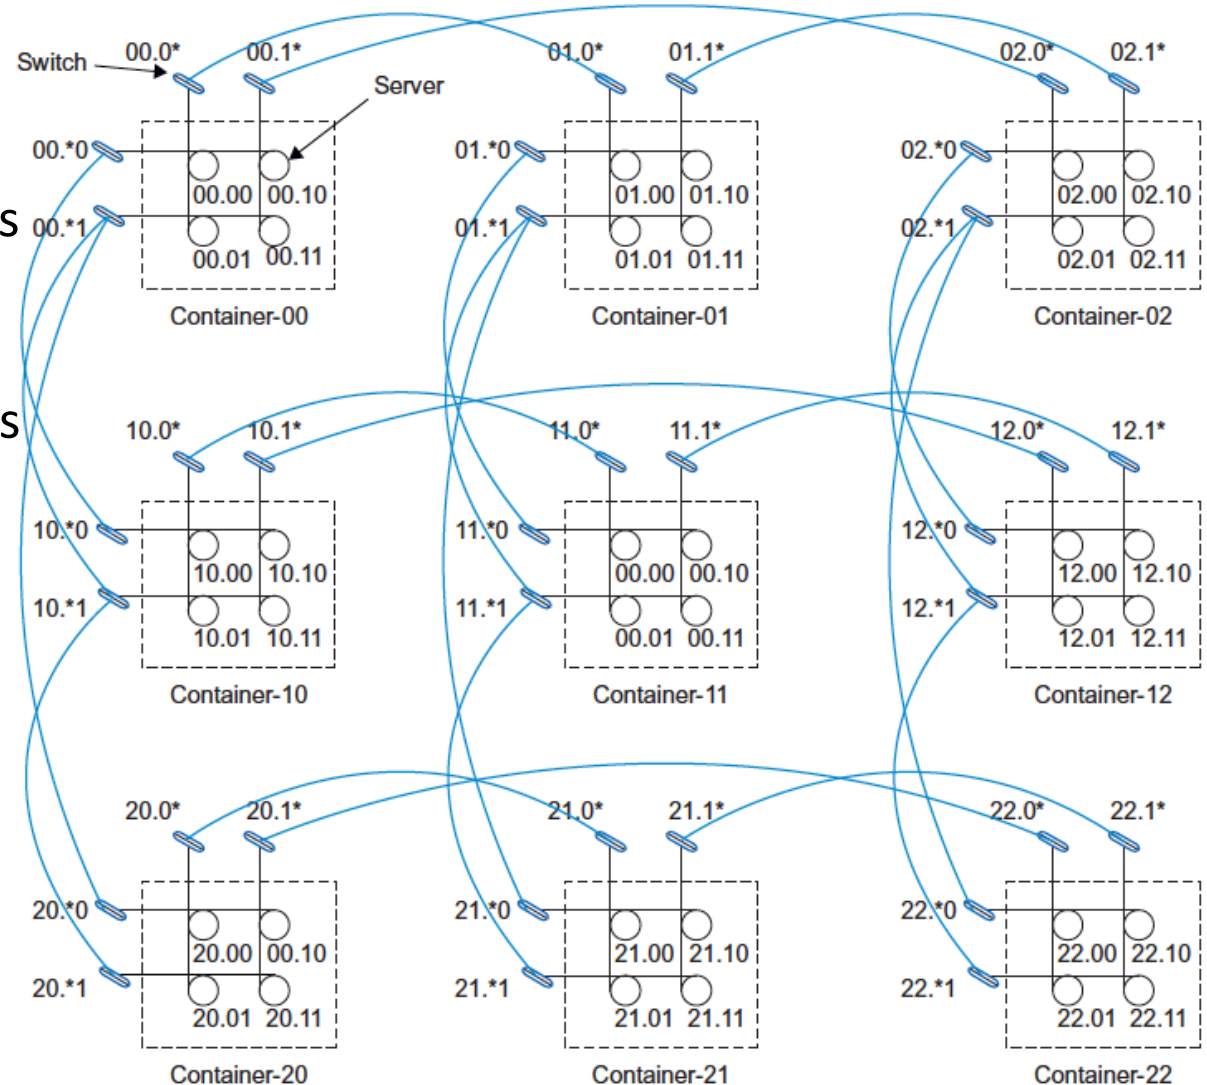 00.0* 00.1* 01.0* 01.1* 02.0* 02.1*
Switch
Server
00.*0 01.*0 02.*0
00.00 00.10 01.00 01.10 02.00 02.10
s
00.*1 01.*1 02.*1
00.01 00.11 01.01 01.11 02.01 02.11
Container-00 Container-01 Container-02
s
10.0* 10.1* 11.0* 11.1* 12.0* 12.1*
10.*0 11.*0 12.*0
10.00 10.10 00.00 00.10 12.00 12.10
10.*1 11.*1 12.*1
10.01 10.11 00.01 00.11 12.01 12.11
Container-10 Container-11 Container-12
20.0* 20.1* 21.0* 21.1* 22.0* 22.1*
20.*0 21.*0 22.*0
20.00 00.10 21.00 21.10 22.00 22.10
20.*1 21.*1 22.*1
20.01 20.11 21.01 21.11 22.01 22.11
Container-20 Container-21 Container-22